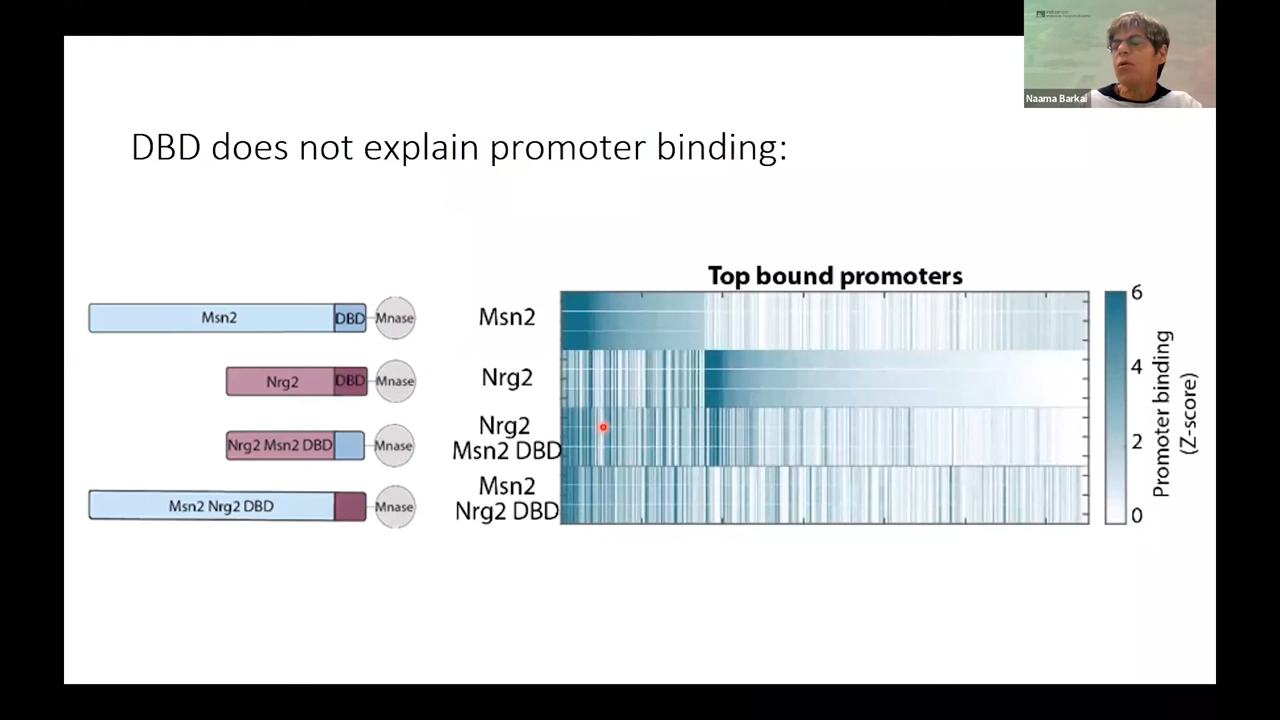 Naama Barkai
DBD does not explain promoter binding:
Top bound promoters
Msn2
DBD
Mnase
Nrg2
DBD
Mnase
Nrg2 Msn2 DBD
Mnase
Msn2 Nrg2 DBD
Mnase
Msn2
Nrg2
Nrg2
Msn2 DBD
Msn2
Nrg2 DBD
6
4
2
0
Promoter binding
(Z-score)